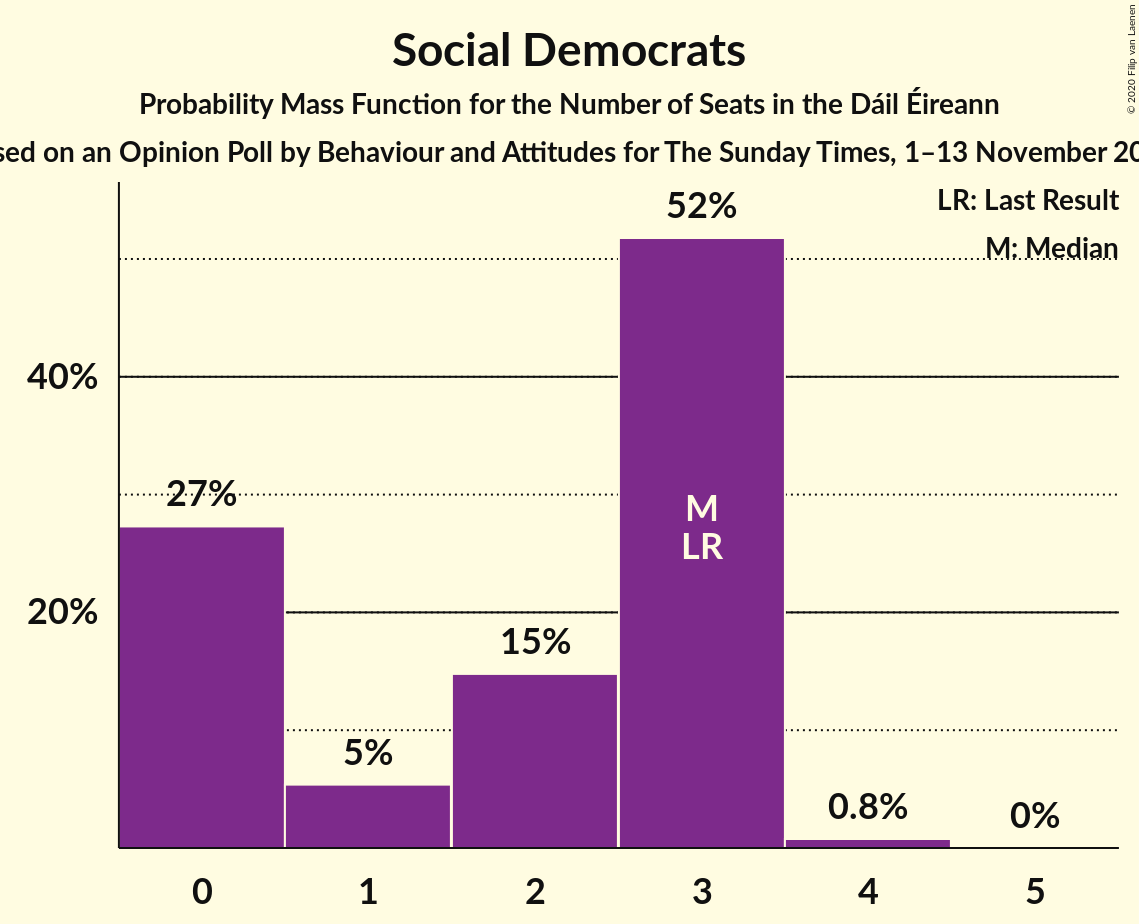 Social Democrats
Probability Mass Function for the Number of Seats in the Dáil Éireann
on an Opinion Poll by Behaviour and Attitudes for The Sunday Times, 1–13 November
© 2020 Filip van Laenen
LR: Last Result
M: Median
52%
40%
27%
M
LR
20%
15%
5%
0.8%
0%
0 1 2 3 4 5